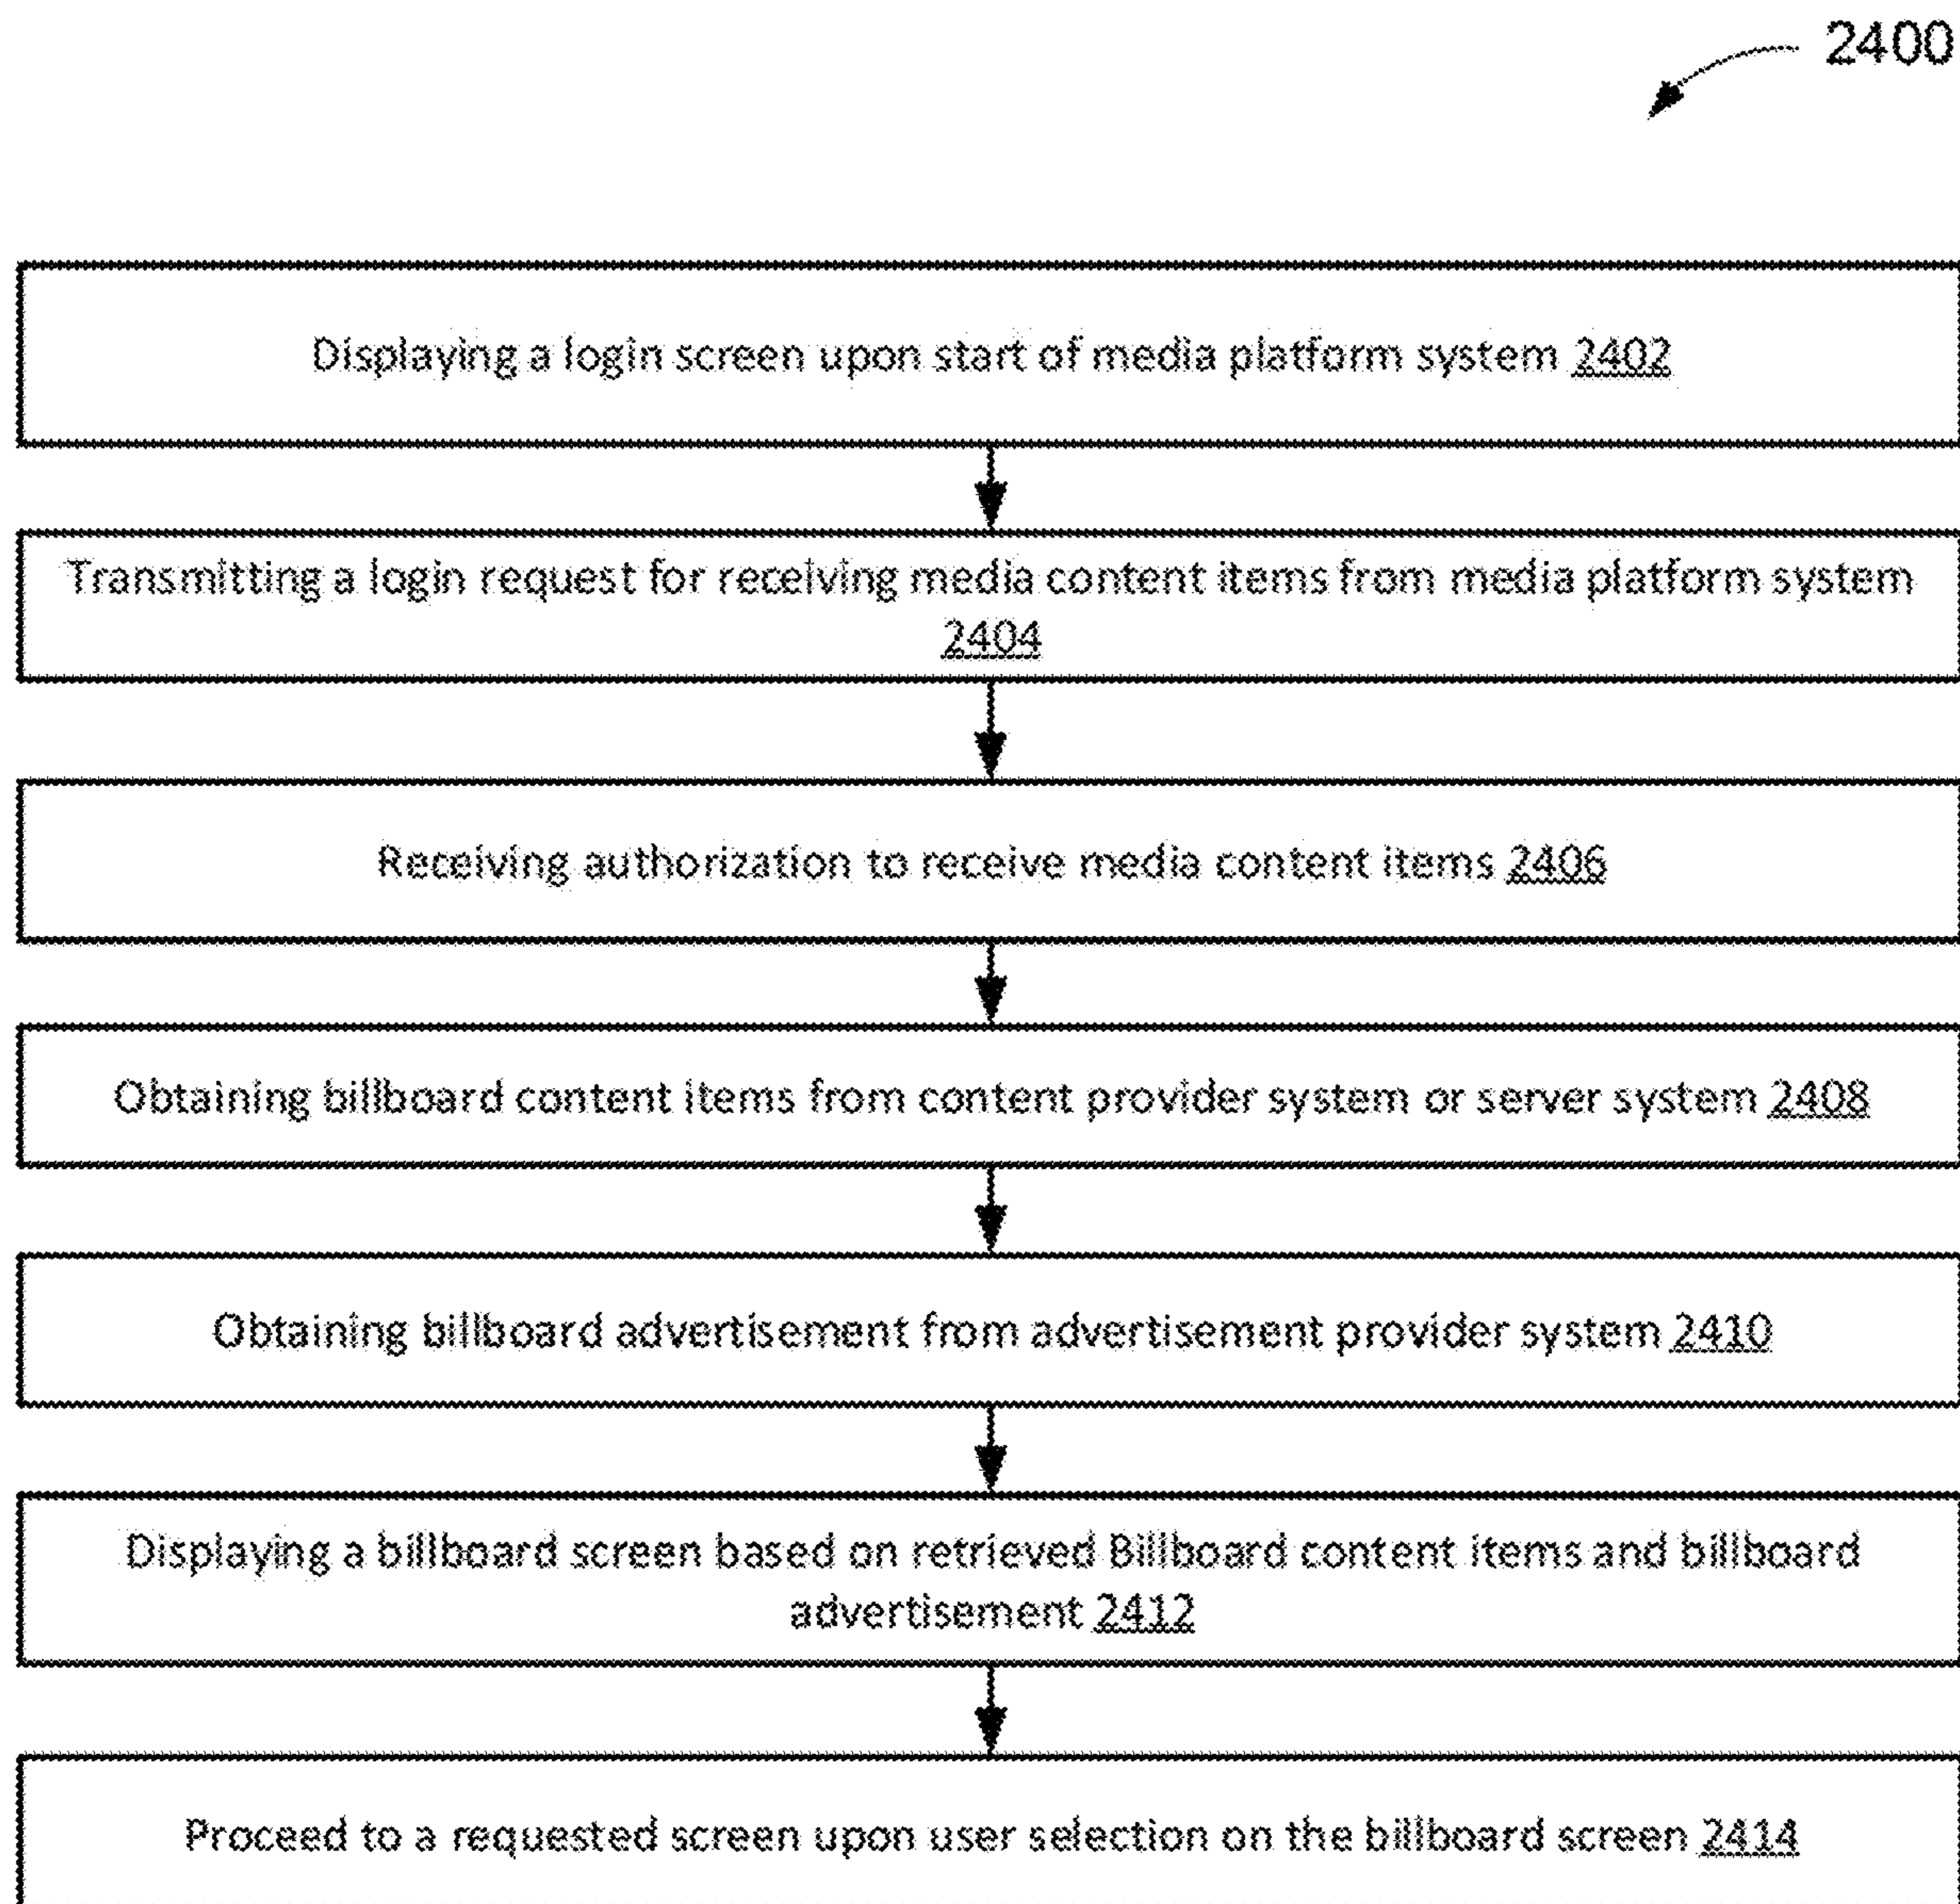 2400
Displaying a login screen upon start of media platform system 2402
Transmitting a login request for receiving media content items from media platform system
2404
Receiving authorization to receive media content items 2406
Obtaining billboard content items from content provider system or server system 2408
Obtaining billboard advertisement from advertisement provider system 2410
Displaying a billboard screen based on retrieved Billboard content items and billboard
advertisement 2412
Proceed to a requested screen upon user selection on the billboard screen 2414